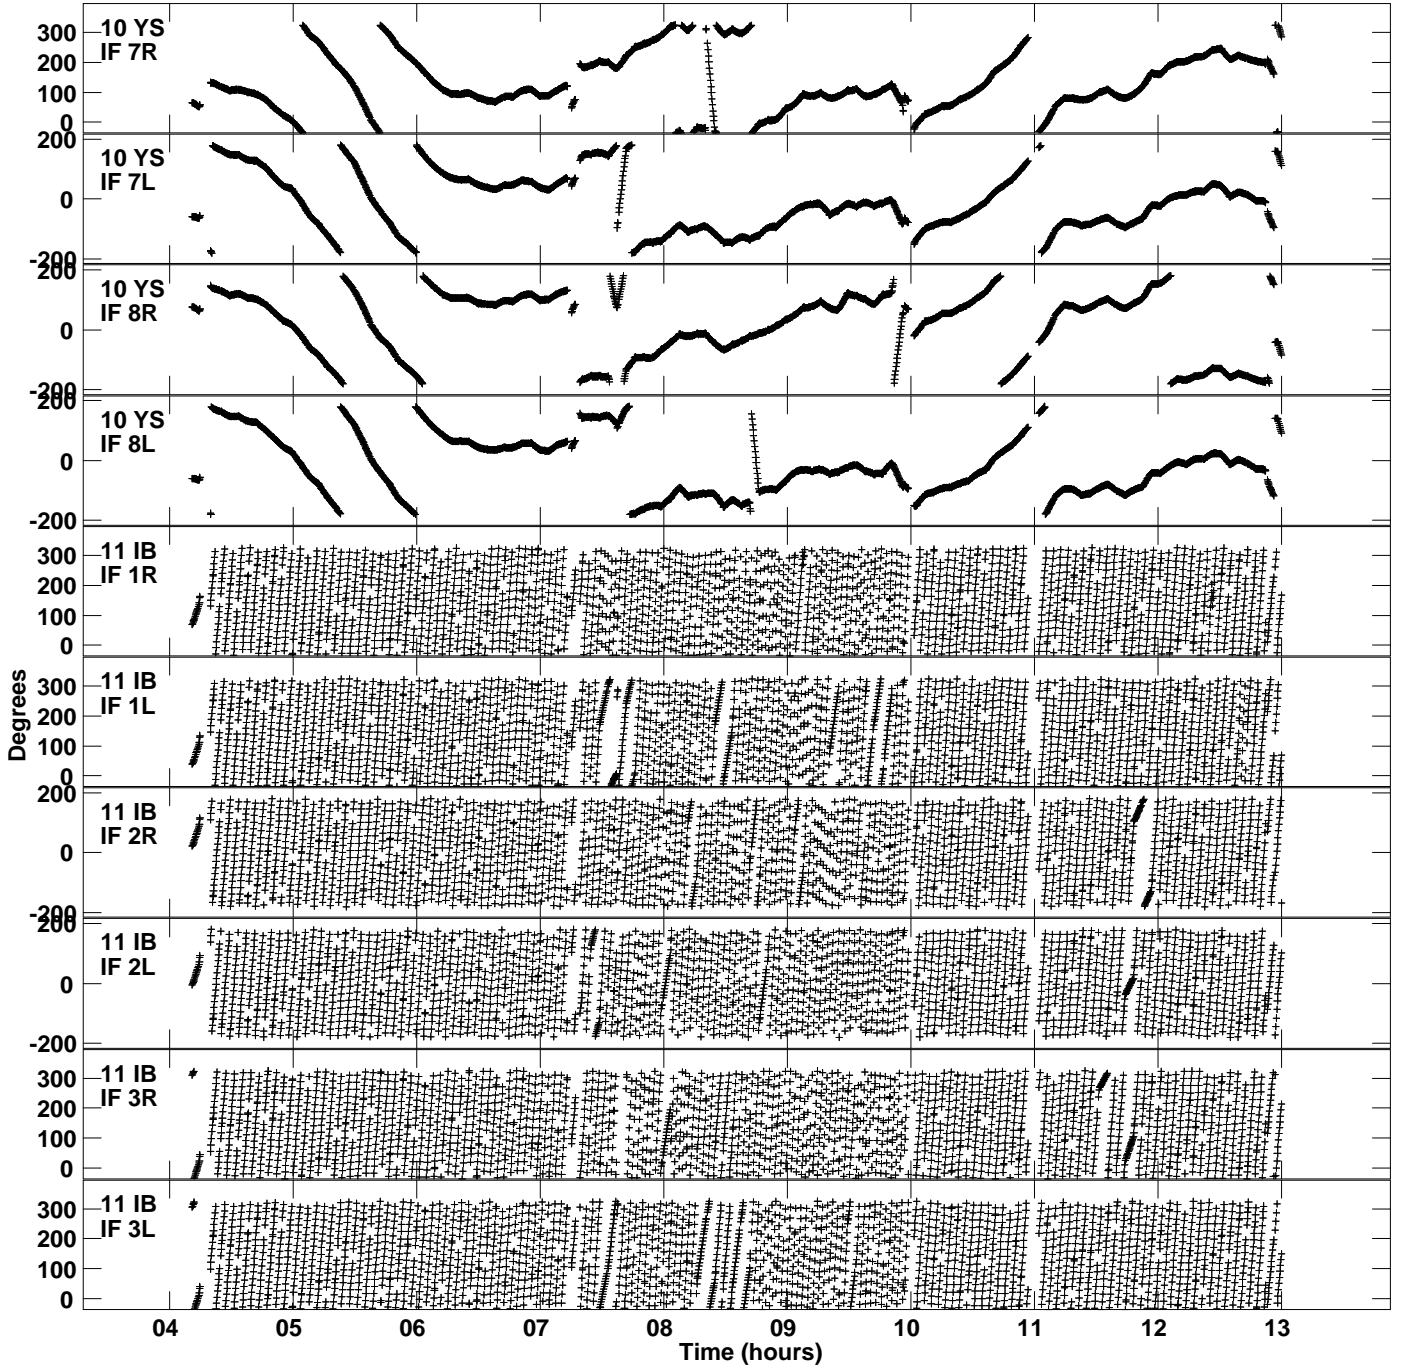 10 YS
IF 7R
300
200
100
0
10 YS
IF 7L
200
0
-200
10 YS
IF 8R
200
0
-200
10 YS
IF 8L
200
0
-200
11 IB
IF 1R
300
200
100
0
11 IB
IF 1L
300
200
100
0
11 IB
IF 2R
200
0
-200
11 IB
IF 2L
200
0
-200
11 IB
IF 3R
300
200
100
0
11 IB
IF 3L
300
200
100
0
Degrees
04 05 06 07 08 09 10 11 12 13
Time (hours)